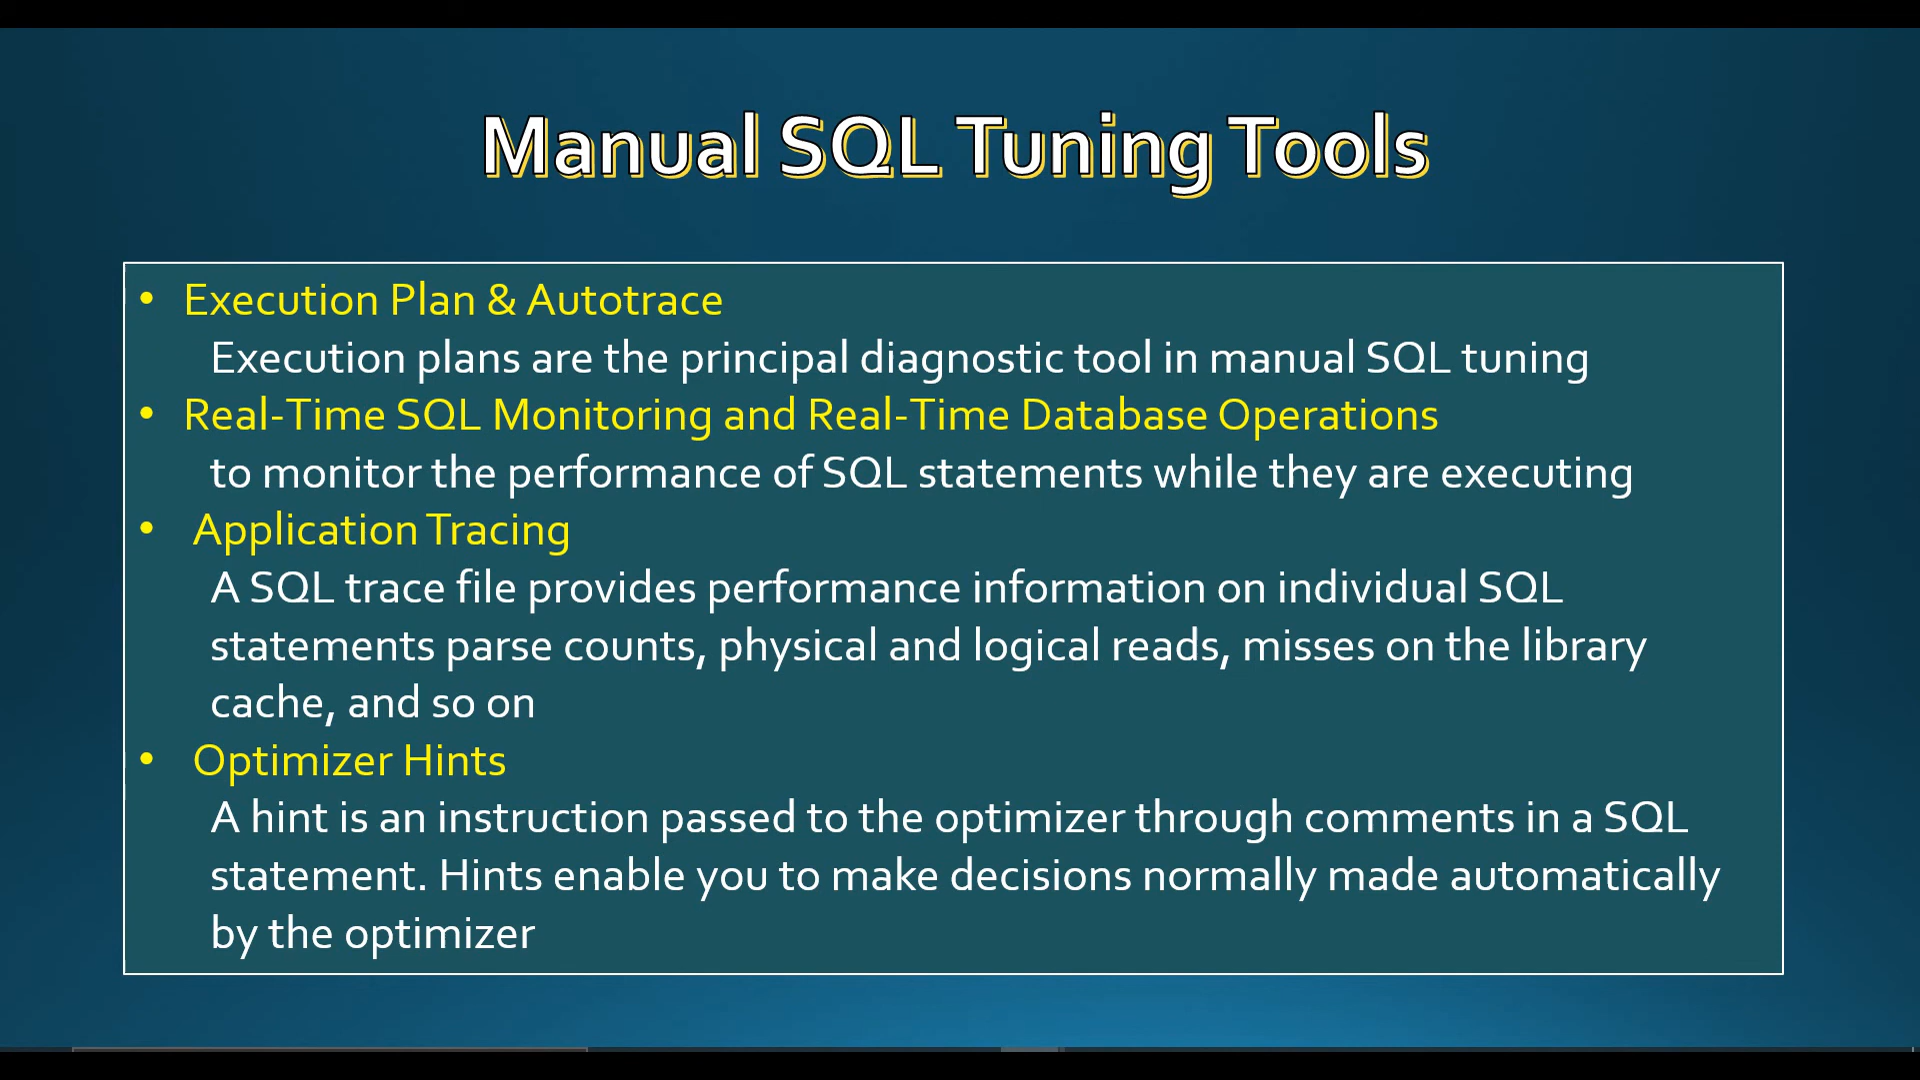 Manual SQL Tuning Tools
• Execution Plan & Autotrace
Execution plans are the principal diagnostic tool in manual SQL tuning
• Real-Time SQL Monitoring and Real-Time Database Operations
to monitor the performance of SQL statements while they are executing
• Application Tracing
A SQL trace file provides performance information on individual SQL
statements parse counts, physical and logical reads, misses on the library
cache, and so on
• Optimizer Hints
A hint is an instruction passed to the optimizer through comments in a SQL
statement. Hints enable you to make decisions normally made automatically
by the optimizer